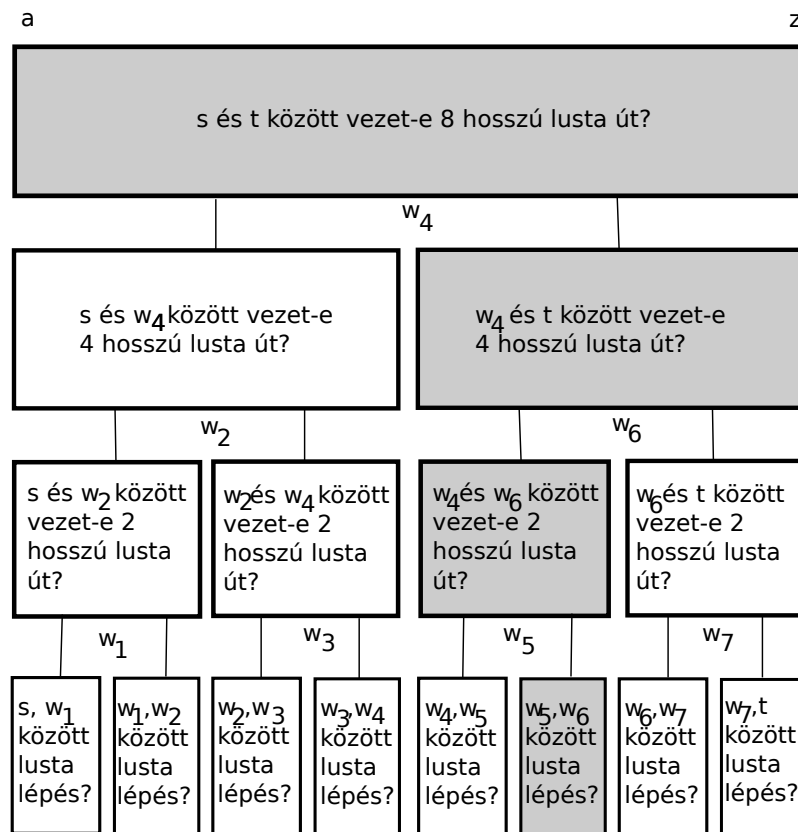 a
z
s és t között vezet-e 8 hosszú lusta út?
w4
s és w4 között vezet-e
4 hosszú lusta út?
w4 és t között vezet-e
4 hosszú lusta út?
w2
w6
s és w2 között
vezet-e 2
hosszú lusta
út?
w2 és w4 között
vezet-e 2
hosszú lusta
út?
w4 és w6 között
vezet-e 2
hosszú lusta
út?
w6 és t között
vezet-e 2
hosszú lusta
út?
w1
w3
w5
w7
s, w1
között
lusta
lépés?
w1,w2
között
lusta
lépés?
w2,w3
között
lusta
lépés?
w3,w4
között
lusta
lépés?
w4,w5
között
lusta
lépés?
w5,w6
között
lusta
lépés?
w6,w7
között
lusta
lépés?
w7,t
között
lusta
lépés?